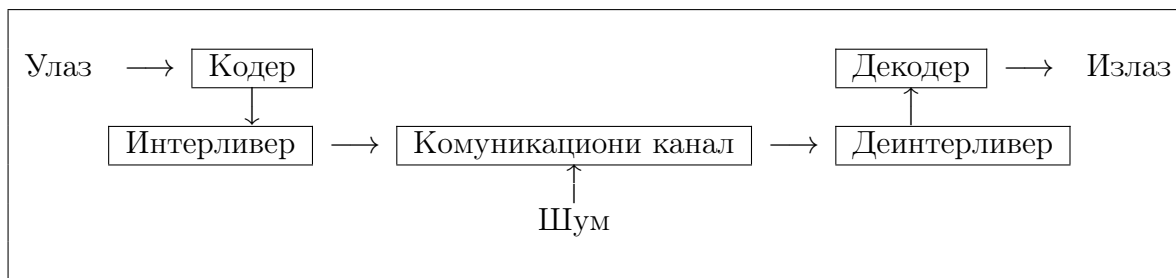 Улаз Кодер Декодер Излаз
Интерливер Комуникациони канал Деинтерливер
Шум